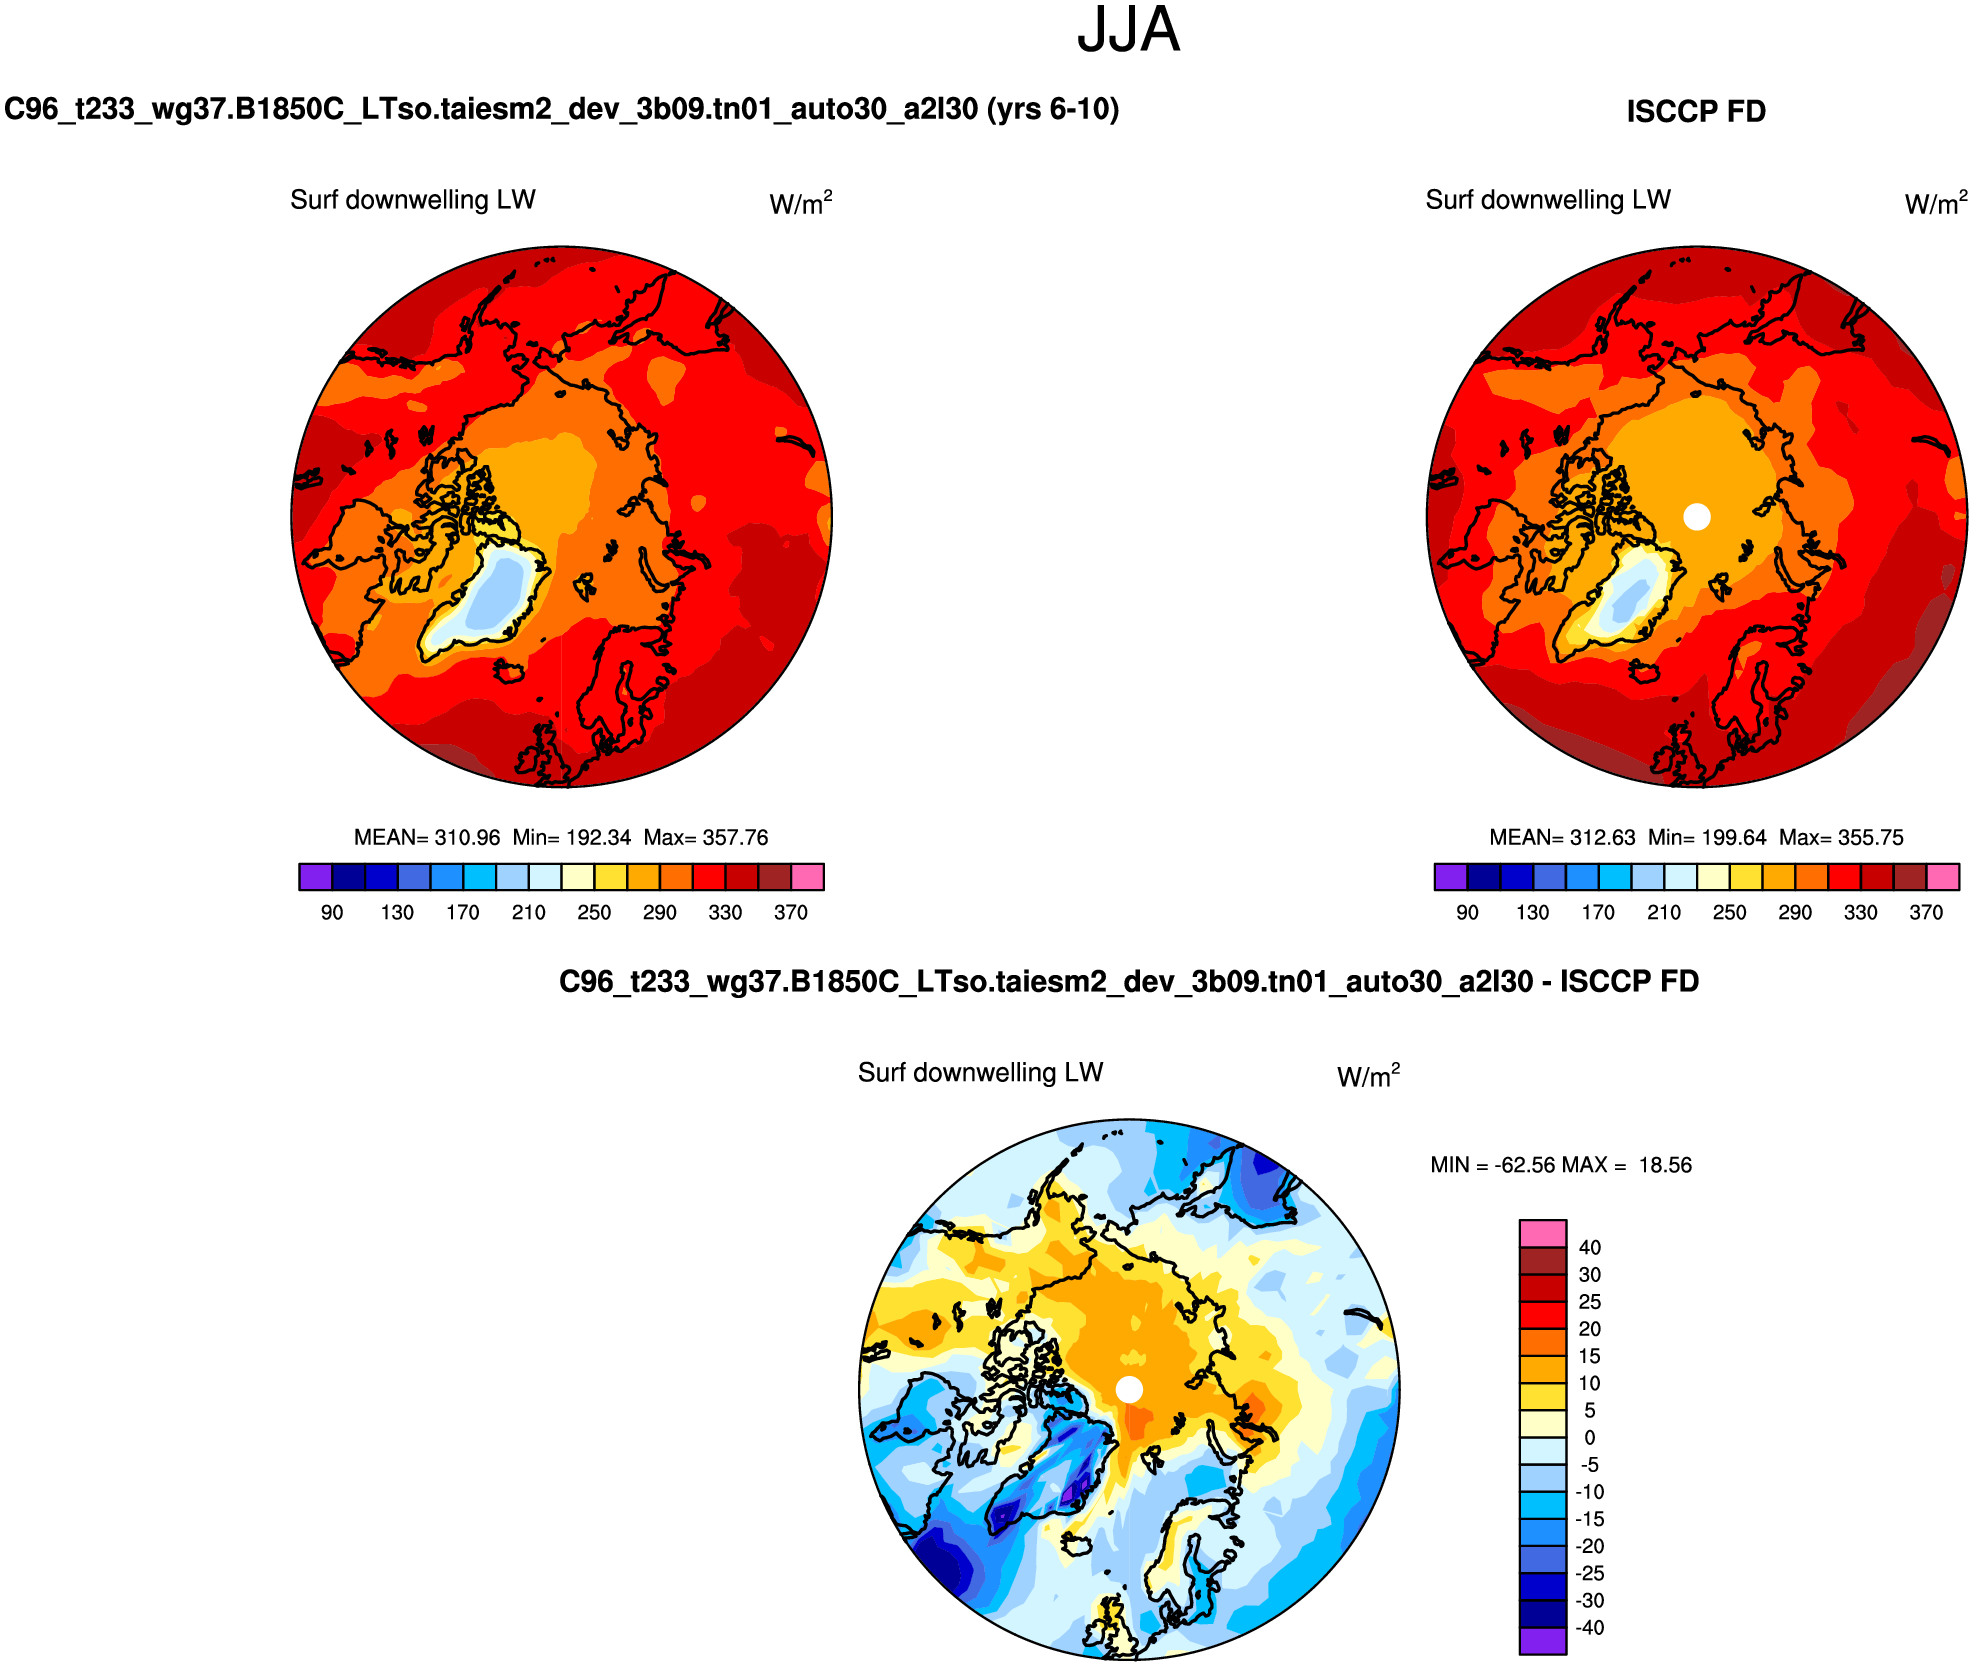 JJA
C96_t233_wg37.B1850C_LTso.taiesm2_dev_3b09.tn01_auto30_a2l30 (yrs 6-10)
ISCCP FD
Surf downwelling LW W/m²
Surf downwelling LW W/m²
MEAN= 310.96 Min= 192.34 Max= 357.76
MEAN= 312.63 Min= 199.64 Max= 355.75
90 130 170 210 250 290 330 370
90 130 170 210 250 290 330 370
C96_t233_wg37.B1850C_LTso.taiesm2_dev_3b09.tn01_auto30_a2l30 - ISCCP FD
Surf downwelling LW W/m²
MIN = -62.56 MAX = 18.56
40
30
25
20
15
10
5
0
-5
-10
-15
-20
-25
-30
-40